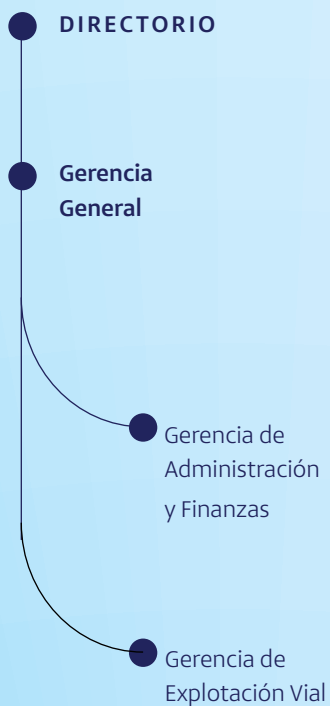 DIRECTORIO
Gerencia
General
Gerencia de
Administración
y Finanzas
Gerencia de
Explotación Vial